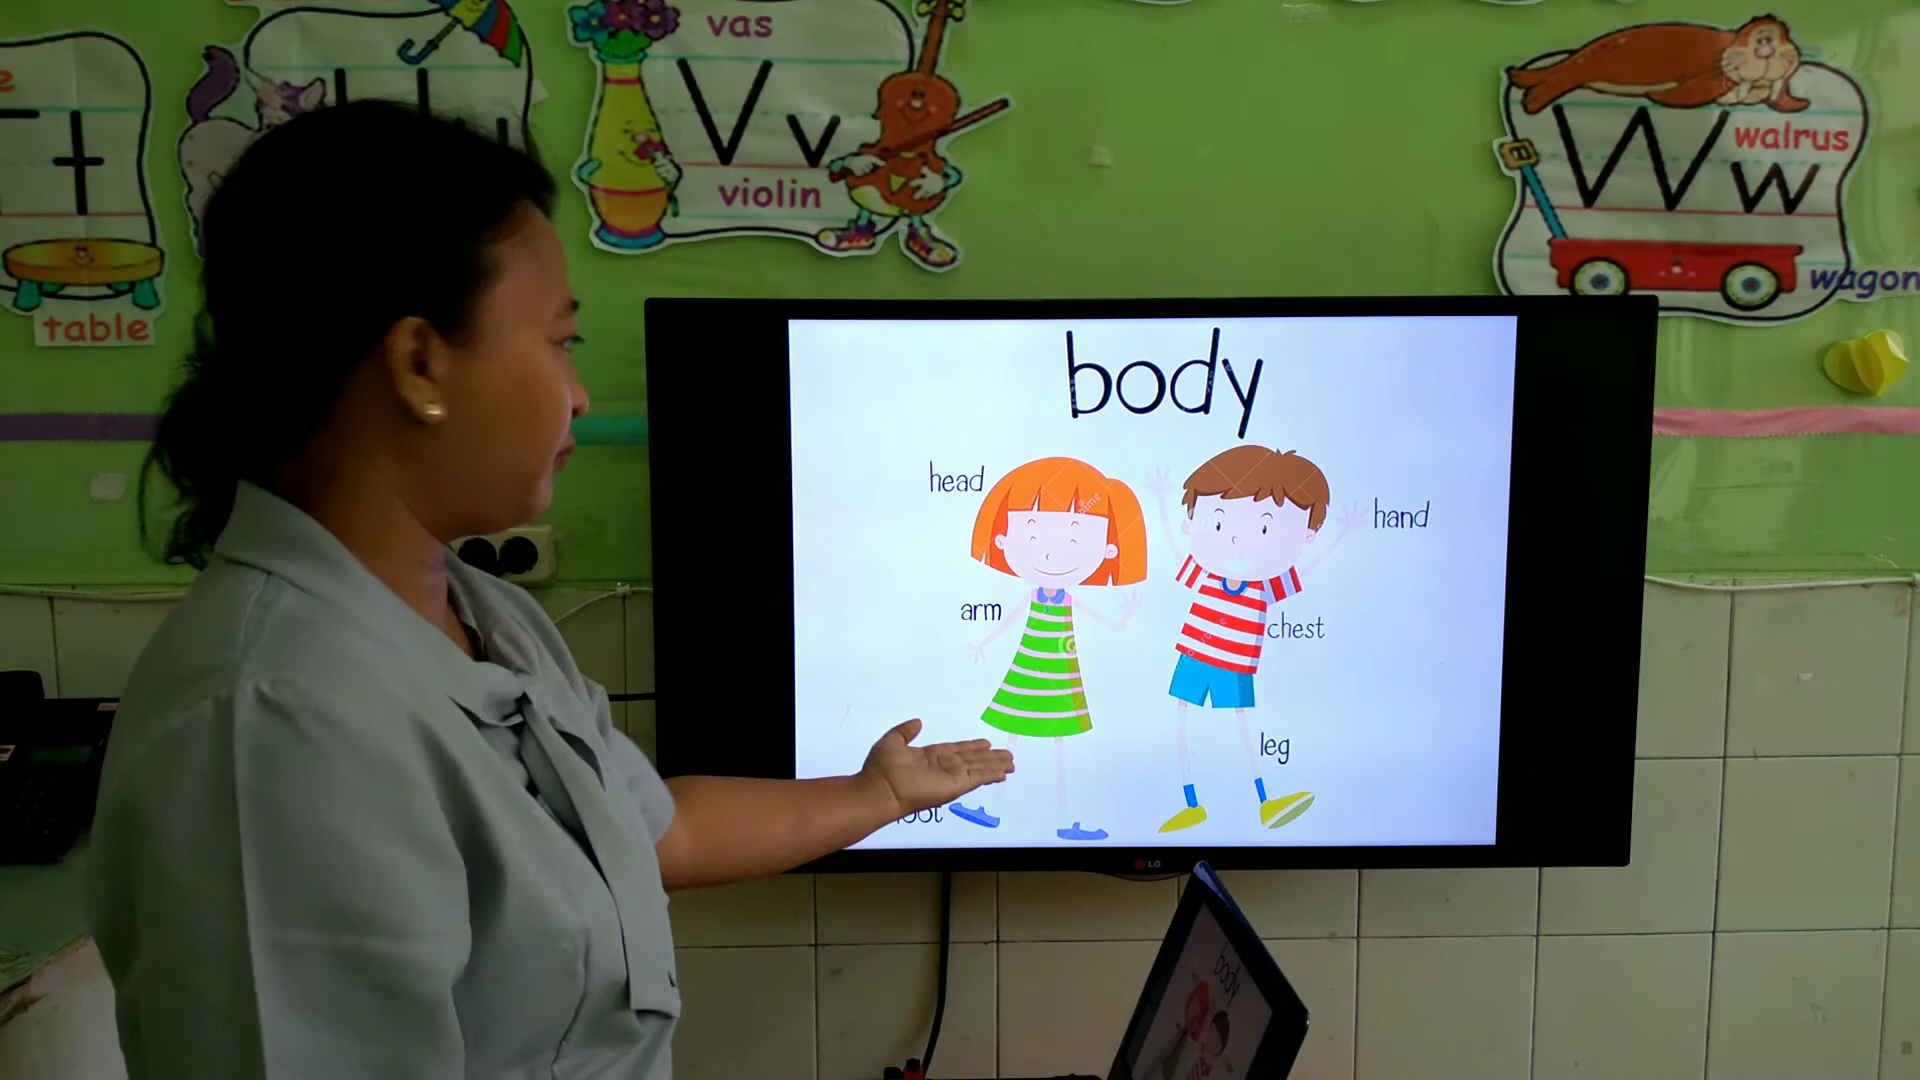 vas
Vv
violin
Ww
walrus
wagon
t
table
body
head
hand
arm
chest
leg
LG
body